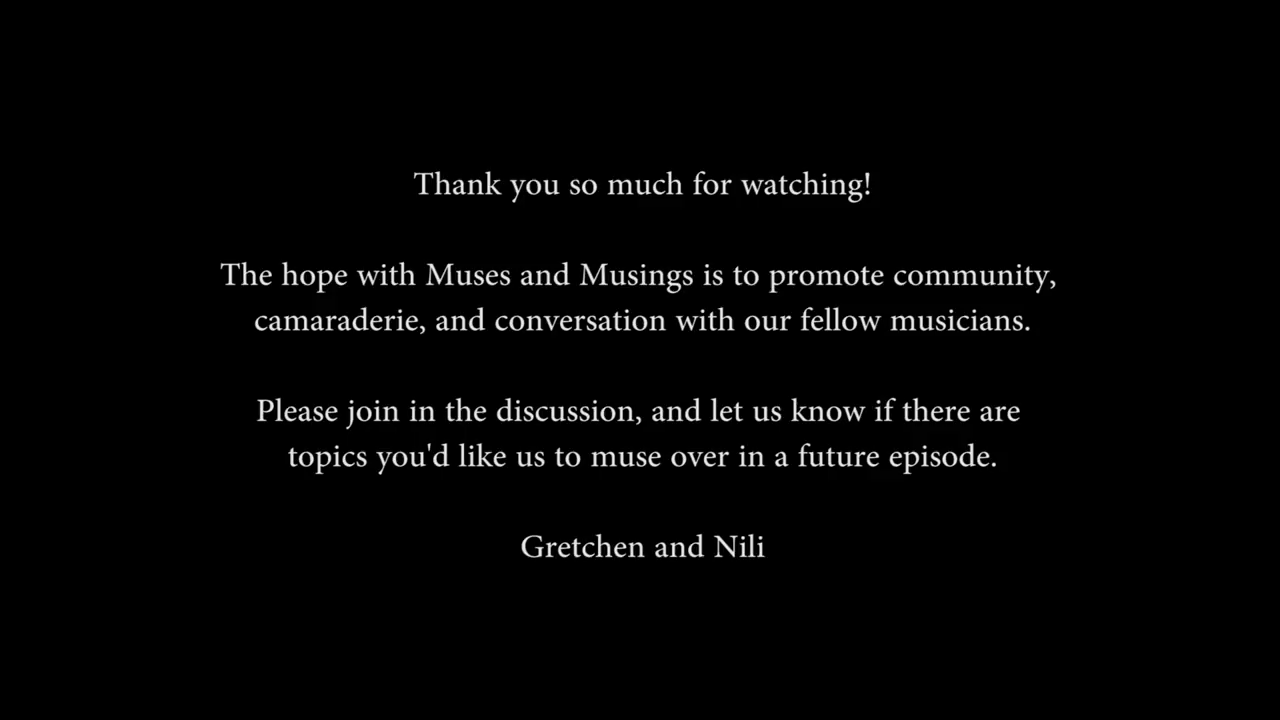 Thank you so much for watching!
The hope with Muses and Musings is to promote community,
camaraderie, and conversation with our fellow musicians.
Please join in the discussion, and let us know if there are
topics you'd like us to muse over in a future episode.
Gretchen and Nili